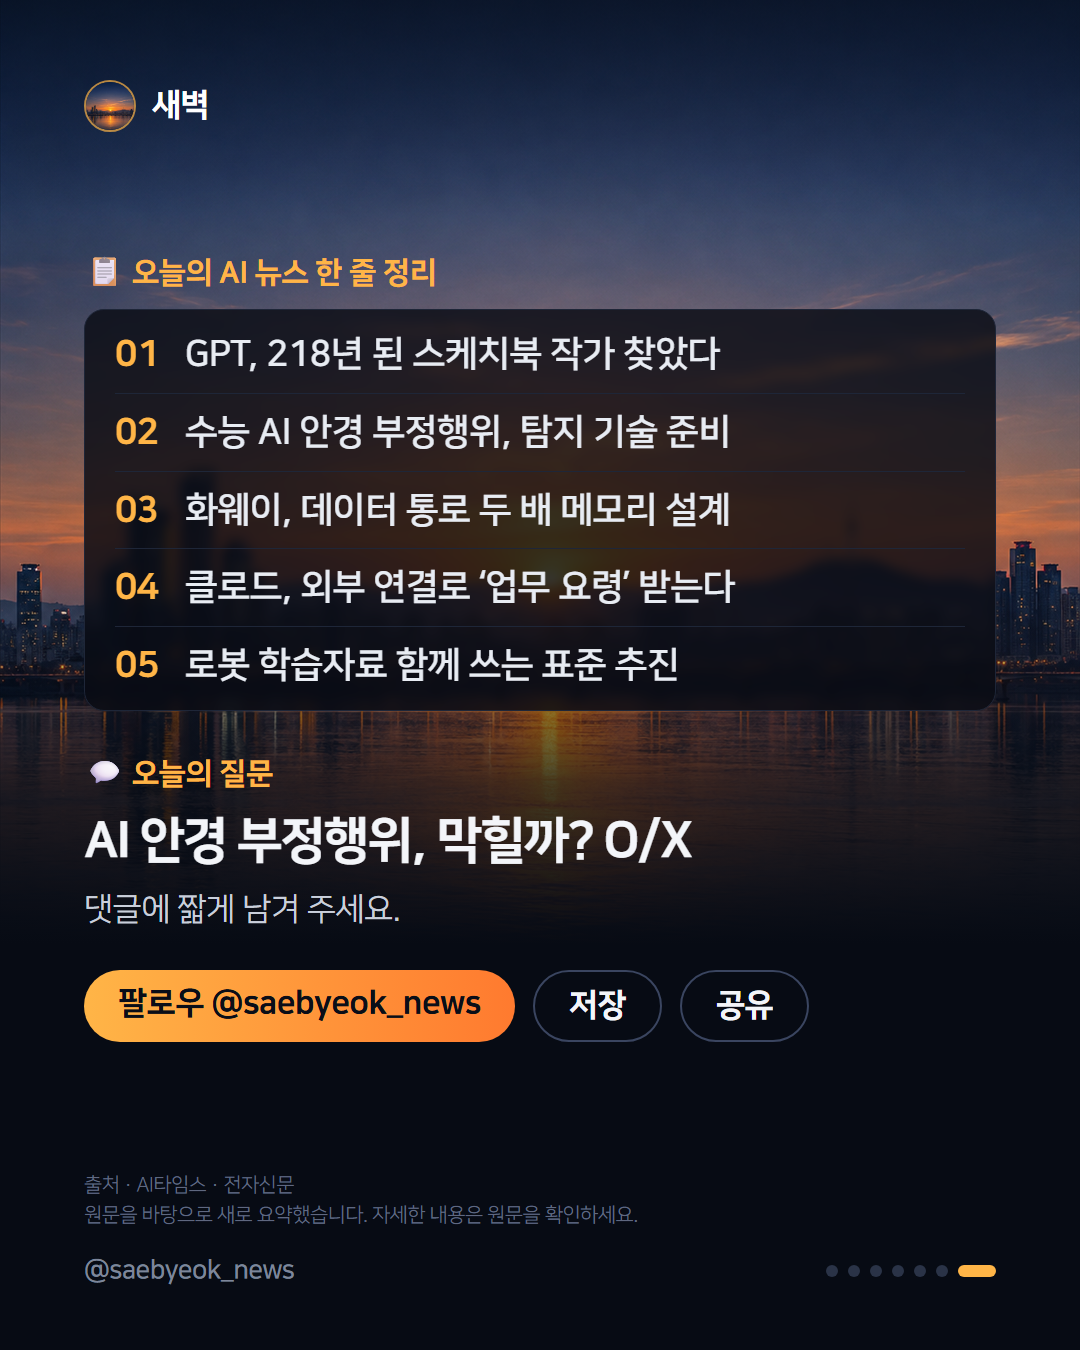 새벽
오늘의 AI 뉴스 한 줄 정리
01 GPT, 218년 된 스케치북 작가 찾았다
02 수능 AI 안경 부정행위, 탐지 기술 준비
03 화웨이, 데이터 통로 두 배 메모리 설계
04 클로드, 외부 연결로 ‘업무 요령’ 받는다
05 로봇 학습자료 함께 쓰는 표준 추진
오늘의 질문
AI 안경 부정행위, 막힐까? O/X
댓글에 짧게 남겨 주세요.
팔로우 @saebyeok_news 저장 공유
출처 · AI타임스 · 전자신문
원문을 바탕으로 새로 요약했습니다. 자세한 내용은 원문을 확인하세요.
@saebyeok_news